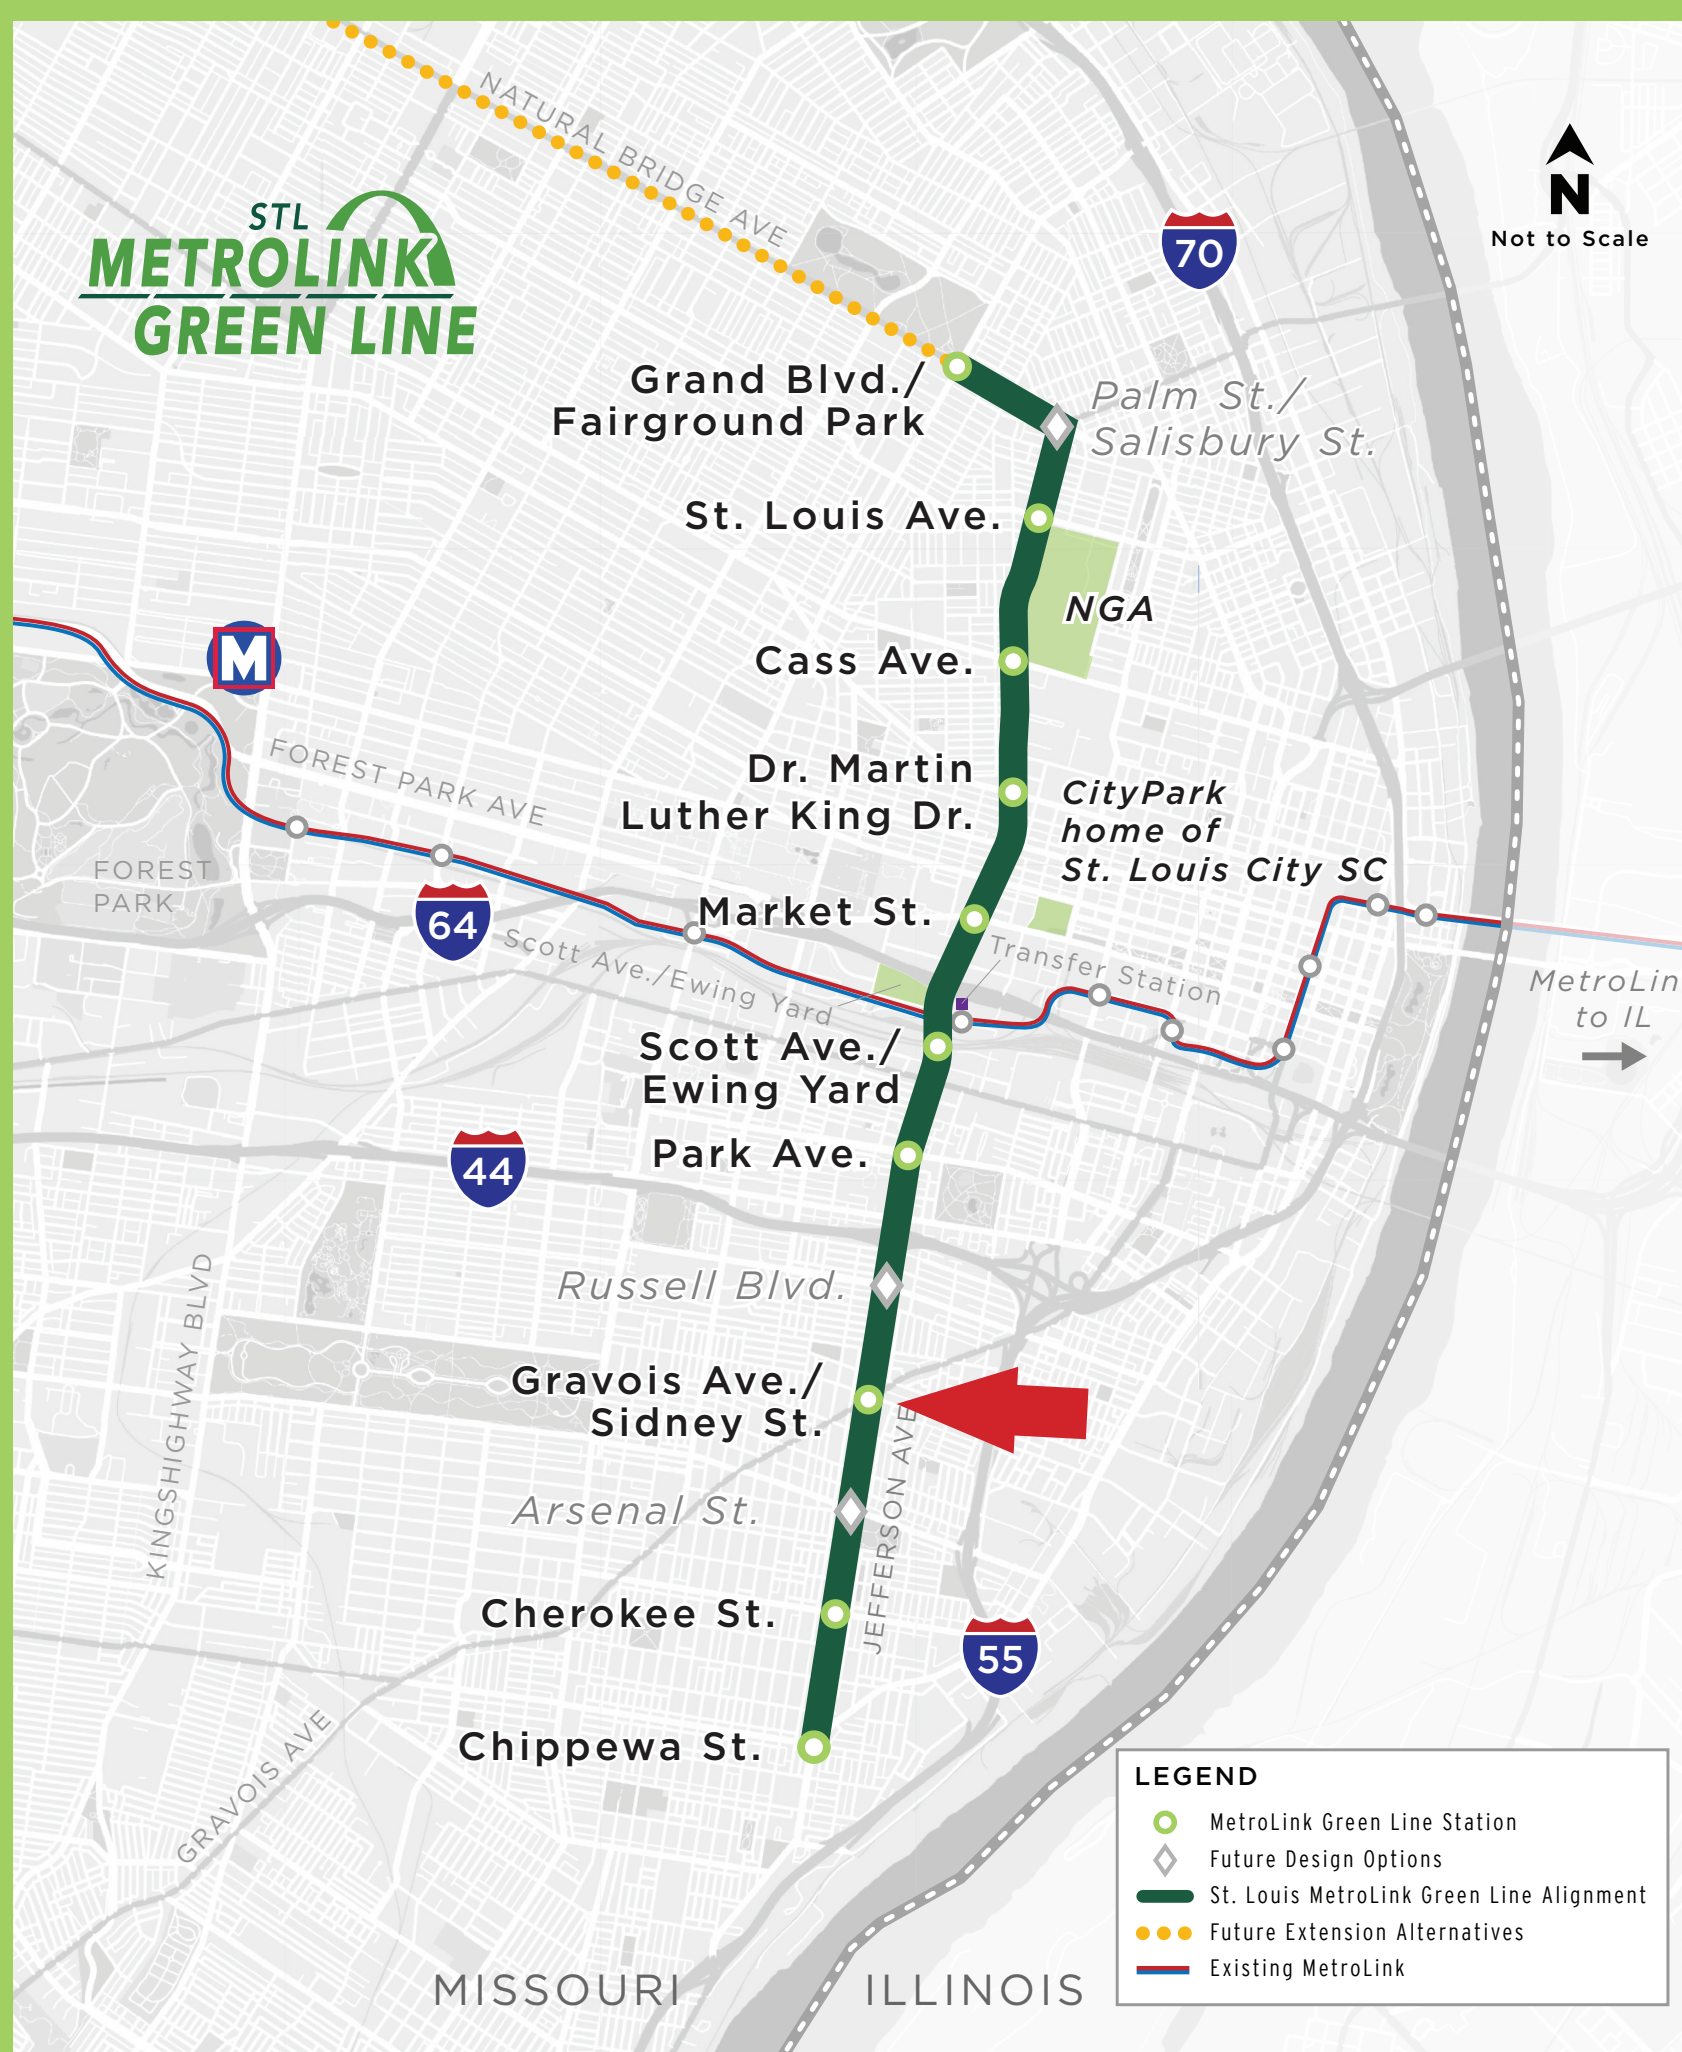 NATURAL BRIDGE AVE
N
Not to Scale
STL
METROLINK
GREEN LINE
70
Grand Blvd./
Fairground Park
Palm St./
Salisbury St.
St. Louis Ave.
NGA
Cass Ave.
M
FOREST PARK AVE
Dr. Martin
Luther King Dr.
CityPark
home of
St. Louis City SC
FOREST
PARK
64
Market St.
Scott Ave./Ewing Yard
Transfer Station
MetroLin
to IL
Scott Ave./
Ewing Yard
44
Park Ave.
Russell Blvd.
KINGSHIGHWAY BLVD
Gravois Ave./
Sidney St.
JEFFERSON AVE
Arsenal St.
Cherokee St.
55
Chippewa St.
GRAVOIS AVE
LEGEND
MetroLink Green Line Station
Future Design Options
St. Louis MetroLink Green Line Alignment
Future Extension Alternatives
Existing MetroLink
MISSOURI
ILLINOIS